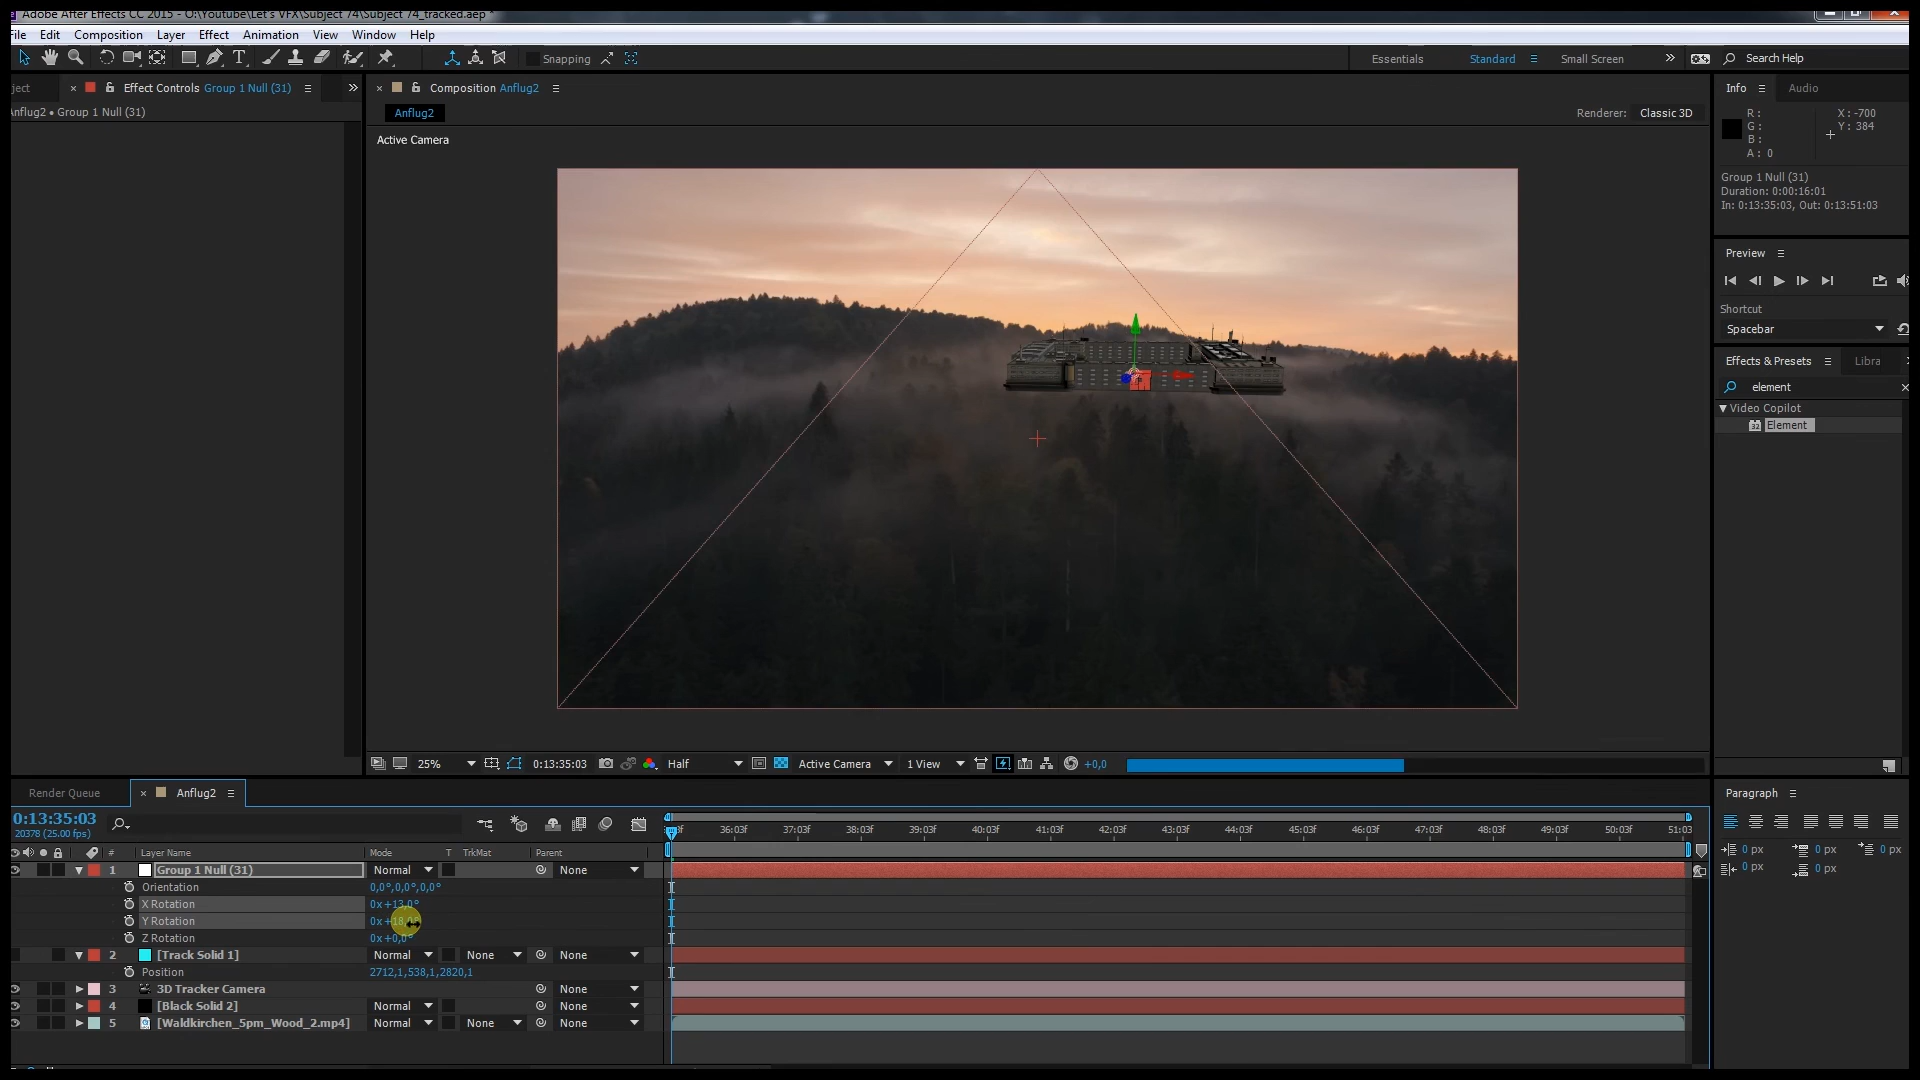 Adobe After Effects CC 2015 - O:\Youtube\Let's VFX\Subject 74\Subject 74_tracked.aep *
File Edit Composition Layer Effect Animation View Window Help
Snapping
Essentials Standard Small Screen Search Help
ject Effect Controls Group 1 Null (31)
Anflug2 • Group 1 Null (31)
Composition Anflug2
Anflug2
Renderer: Classic 3D
Active Camera
Info Audio
R :
G :
B :
A : 0
X : -700
Y : 384
Group 1 Null (31)
Duration: 0:00:16:01
In: 0:13:35:03, Out: 0:13:51:03
Preview
Shortcut
Spacebar
Effects & Presets Libra
element
Video Copilot
32 Element
25% 0:13:35:03 Half Active Camera 1 View +0,0
Render Queue Anflug2
0:13:35:03
20378 (25.00 fps)
36:03f 37:03f 38:03f 39:03f 40:03f 41:03f 42:03f 43:03f 44:03f 45:03f 46:03f 47:03f 48:03f 49:03f 50:03f 51:03
# Layer Name Mode T TrkMat Parent
1 Group 1 Null (31) Normal None
Orientation 0,0°,0,0°,0,0°
X Rotation 0x+13,0°
Y Rotation 0x+18,0°
Z Rotation 0x+0,0°
2 [Track Solid 1] Normal None None
Position 2712,1,538,1,2820,1
3 3D Tracker Camera None
4 [Black Solid 2] Normal None
5 [Waldkirchen_5pm_Wood_2.mp4] Normal None None
Paragraph
0 px 0 px 0 px
0 px 0 px